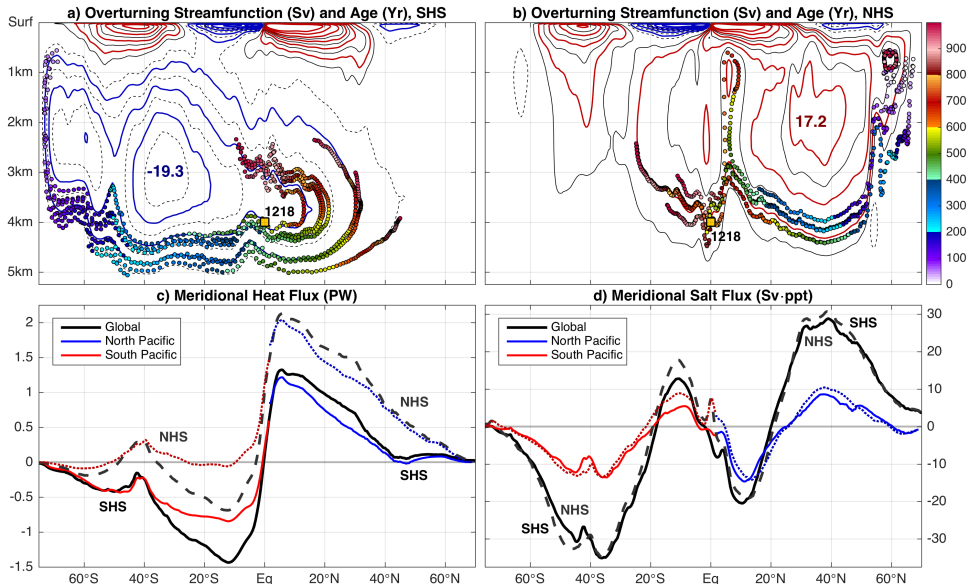 a) Overturning Streamfunction (Sv) and Age (Yr), SHS
b) Overturning Streamfunction (Sv) and Age (Yr), NHS
Surf
1km
2km
3km
4km
5km
-19.3
1218
17.2
1218
900
800
700
600
500
400
300
200
100
0
c) Meridional Heat Flux (PW)
d) Meridional Salt Flux (Sv·ppt)
2
1.5
1
0.5
0
-0.5
-1
-1.5
Global
North Pacific
South Pacific
NHS
NHS
SHS
SHS
60°S
40°S
20°S
Eq
20°N
40°N
60°N
Global
North Pacific
South Pacific
SHS
NHS
NHS
SHS
30
20
10
0
-10
-20
-30
60°S
40°S
20°S
Eq
20°N
40°N
60°N